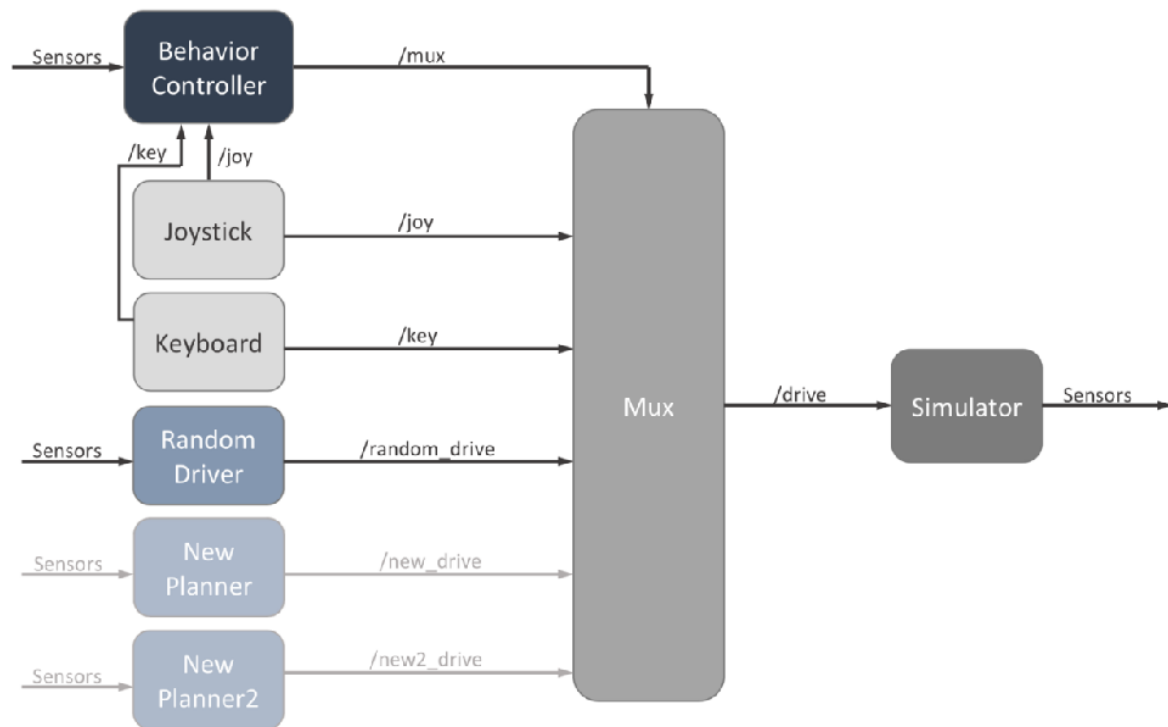 Sensors
Behavior
Controller
/mux
/key
/joy
Joystick
/joy
Keyboard
/key
Mux
/drive
Simulator
Sensors
Sensors
Random
Driver
/random_drive
Sensors
New
Planner
/new_drive
Sensors
New
Planner2
/new2_drive